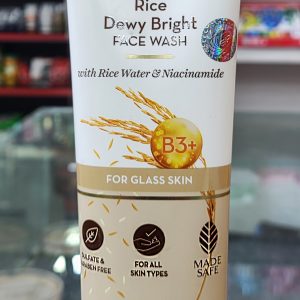 Rice
Dewy Bright
FACE WASH
with Rice Water & Niacinamide
B3+
FOR GLASS SKIN
SULFATE &
PARABEN FREE
FOR ALL
SKIN TYPES
MADE
SAFE